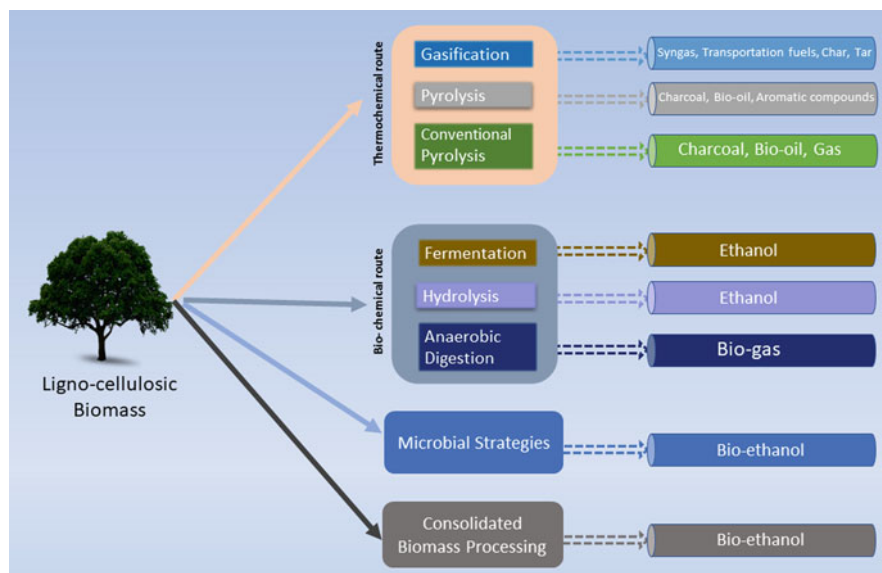 Thermochemical route
Gasification
Syngas, Transportation fuels, Char, Tar
Pyrolysis
Charcoal, Bio-oil, Aromatic compounds
Conventional
Pyrolysis
Charcoal, Bio-oil, Gas
Bio- chemical route
Fermentation
Ethanol
Hydrolysis
Ethanol
Anaerobic
Digestion
Bio-gas
Ligno-cellulosic
Biomass
Microbial Strategies
Bio-ethanol
Consolidated
Biomass Processing
Bio-ethanol